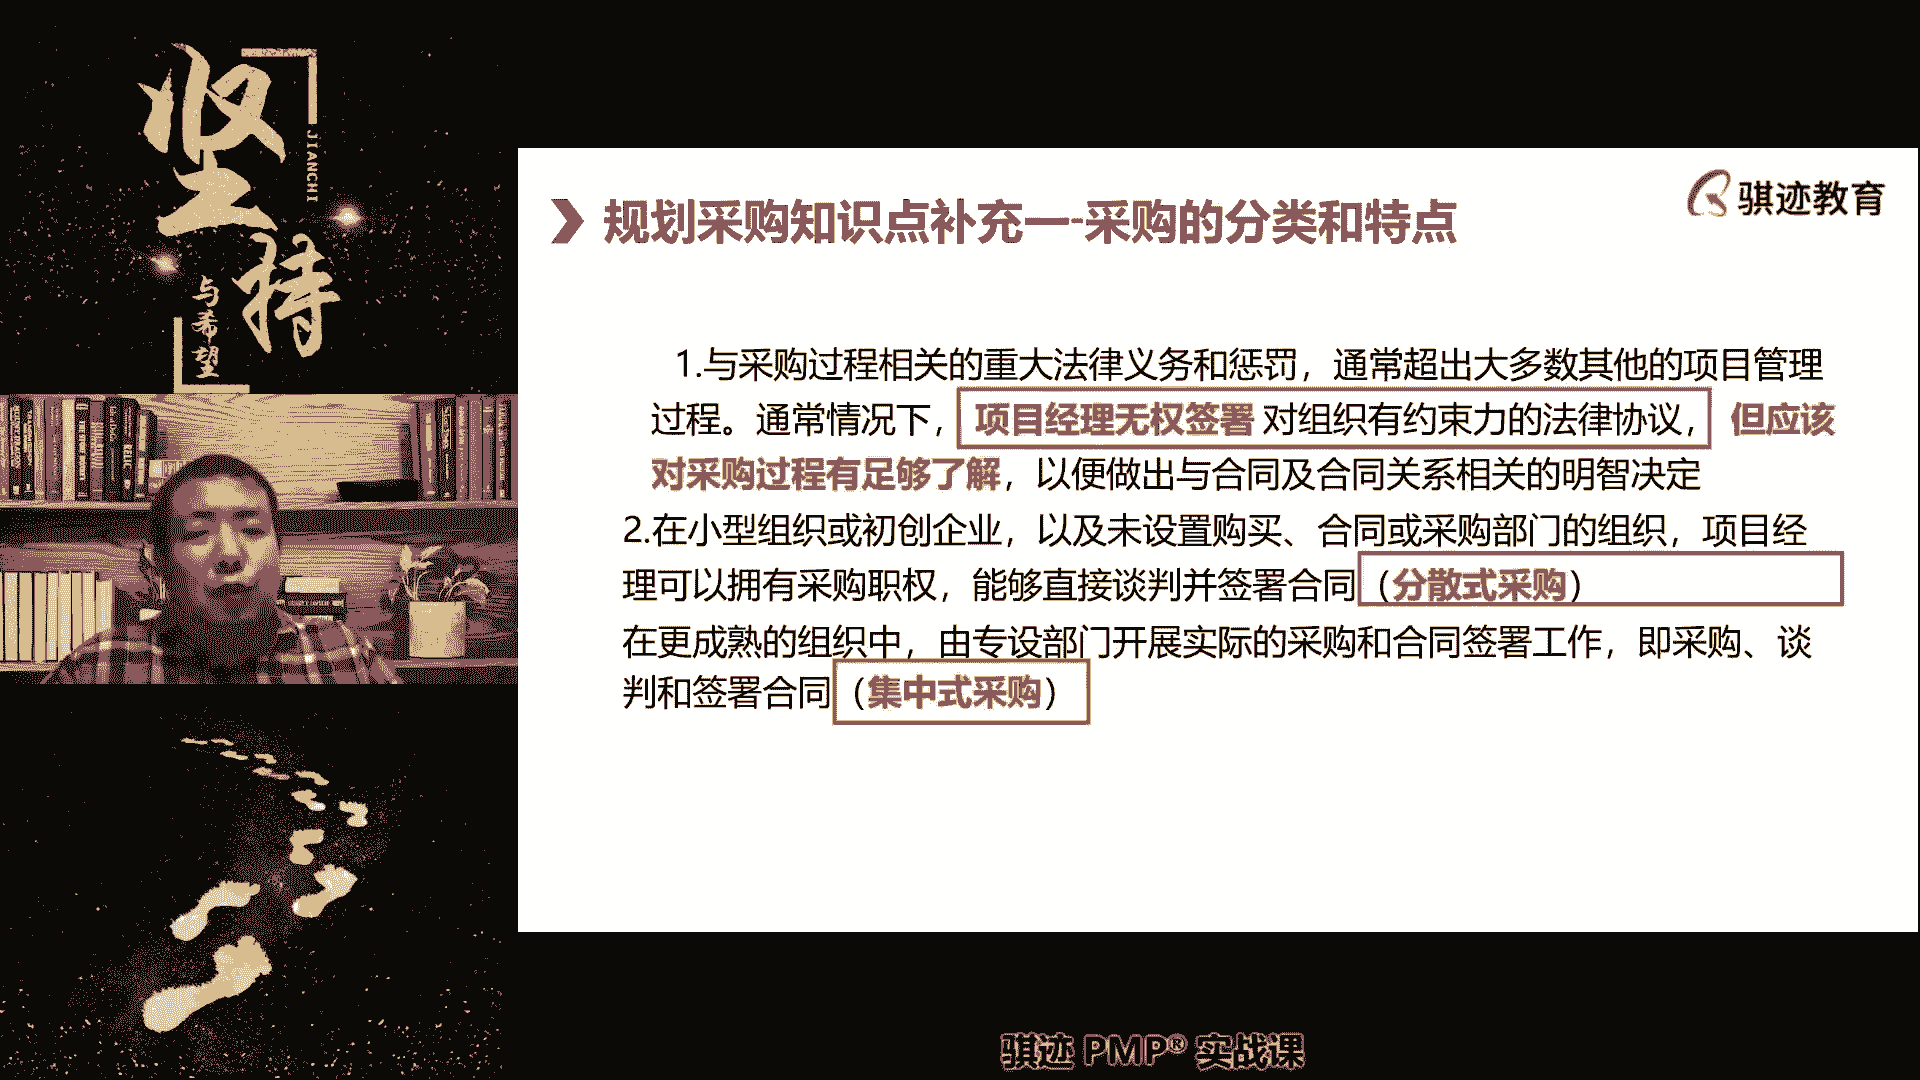 坚持
JIANCHI
与希望
骐迹教育
规划采购知识点补充一-采购的分类和特点
1.与采购过程相关的重大法律义务和惩罚，通常超出大多数其他的项目管理
过程。通常情况下，项目经理无权签署 对组织有约束力的法律协议，但应该
对采购过程有足够了解，以便做出与合同及合同关系相关的明智决定
2.在小型组织或初创企业，以及未设置购买、合同或采购部门的组织，项目经
理可以拥有采购职权，能够直接谈判并签署合同（分散式采购）
在更成熟的组织中，由专设部门开展实际的采购和合同签署工作，即采购、谈
判和签署合同（集中式采购）
骐迹 PMP® 实战课